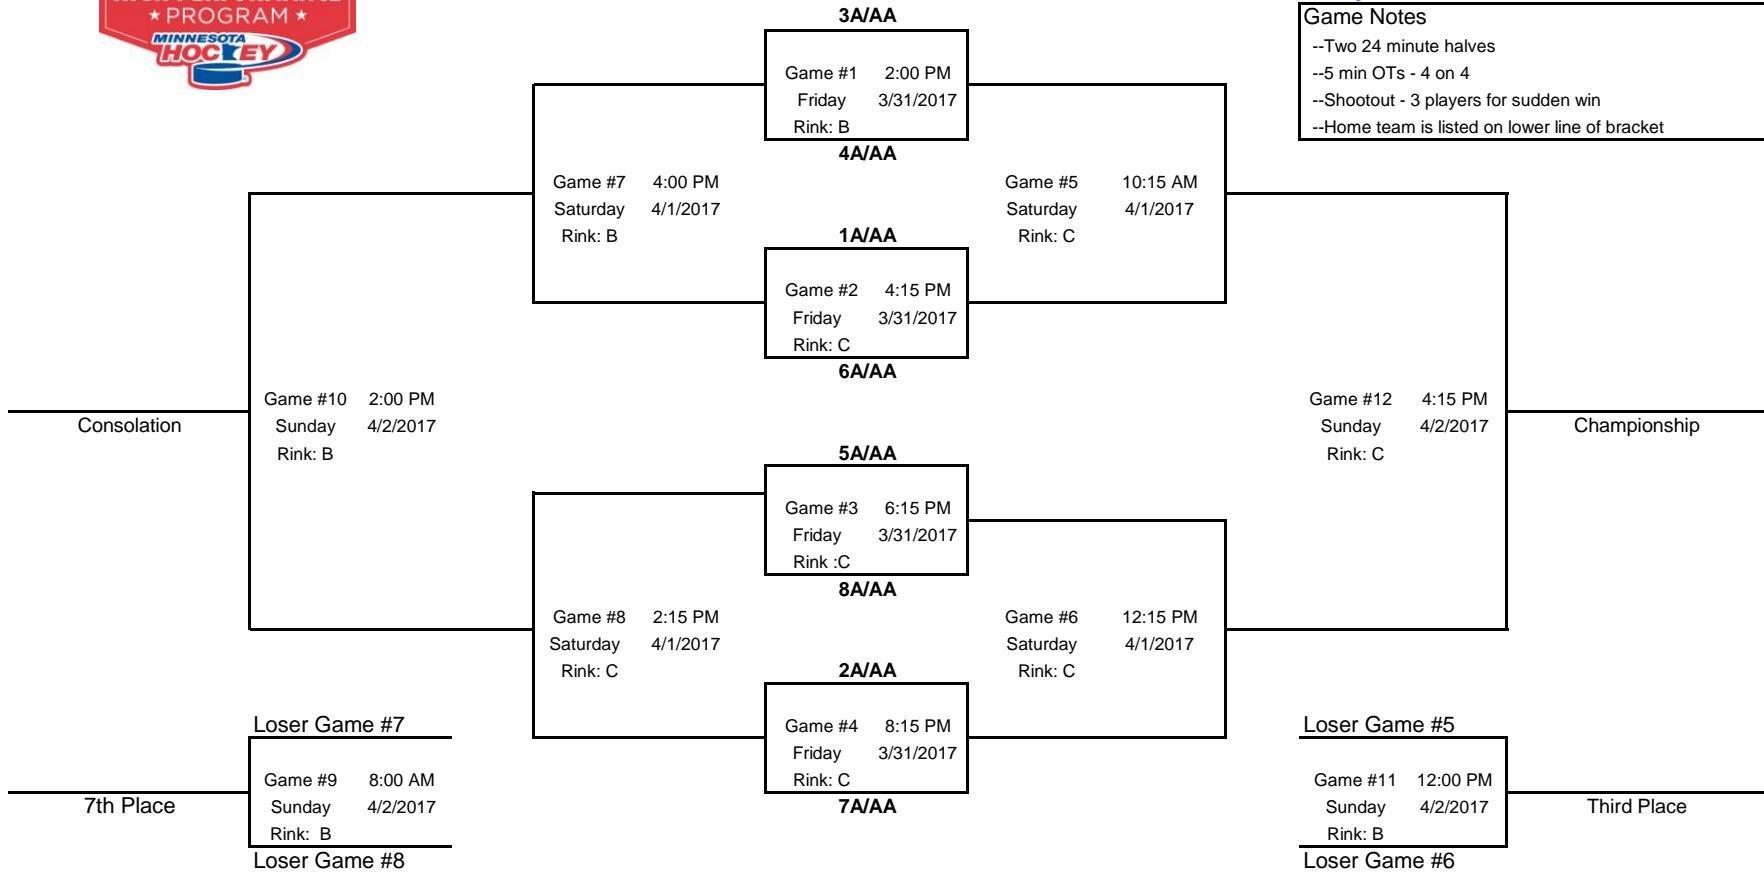 ★ PROGRAM ★
MINNESOTA
HOCKEY
Game Notes
--Two 24 minute halves
--5 min OTs - 4 on 4
--Shootout - 3 players for sudden win
--Home team is listed on lower line of bracket
3A/AA
Game #1 2:00 PM
Friday 3/31/2017
Rink: B
4A/AA
Game #7 4:00 PM
Saturday 4/1/2017
Rink: B
Game #5 10:15 AM
Saturday 4/1/2017
Rink: C
1A/AA
Game #2 4:15 PM
Friday 3/31/2017
Rink: C
6A/AA
Game #10 2:00 PM
Sunday 4/2/2017
Rink: B
Consolation
Game #12 4:15 PM
Sunday 4/2/2017
Rink: C
Championship
5A/AA
Game #3 6:15 PM
Friday 3/31/2017
Rink :C
8A/AA
Game #8 2:15 PM
Saturday 4/1/2017
Rink: C
Game #6 12:15 PM
Saturday 4/1/2017
Rink: C
2A/AA
Game #4 8:15 PM
Friday 3/31/2017
Rink: C
7A/AA
Loser Game #7
Game #9 8:00 AM
Sunday 4/2/2017
Rink: B
Loser Game #8
7th Place
Loser Game #5
Game #11 12:00 PM
Sunday 4/2/2017
Rink: B
Loser Game #6
Third Place